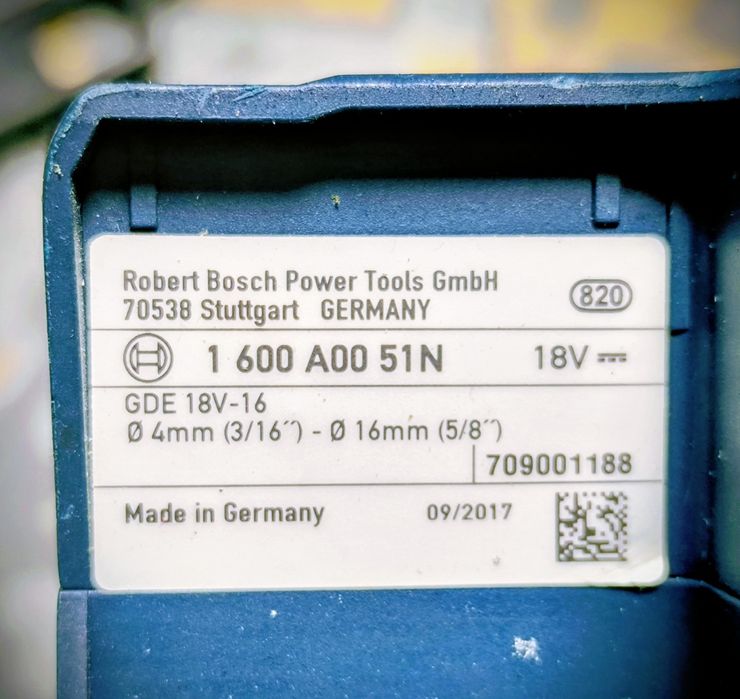 Robert Bosch Power Tools GmbH
70538 Stuttgart GERMANY
820
1 600 A00 51N 18V ⎓
GDE 18V-16
Ø 4mm (3/16˝) - Ø 16mm (5/8˝)
709001188
Made in Germany 09/2017